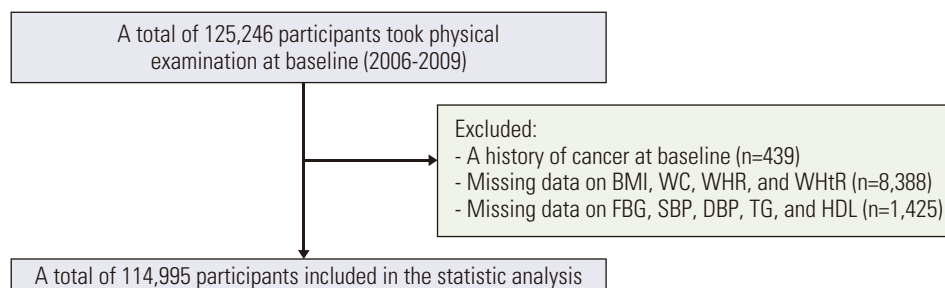 A total of 125,246 participants took physical
examination at baseline (2006-2009)
Excluded:
- A history of cancer at baseline (n=439)
- Missing data on BMI, WC, WHR, and WHtR (n=8,388)
- Missing data on FBG, SBP, DBP, TG, and HDL (n=1,425)
A total of 114,995 participants included in the statistic analysis